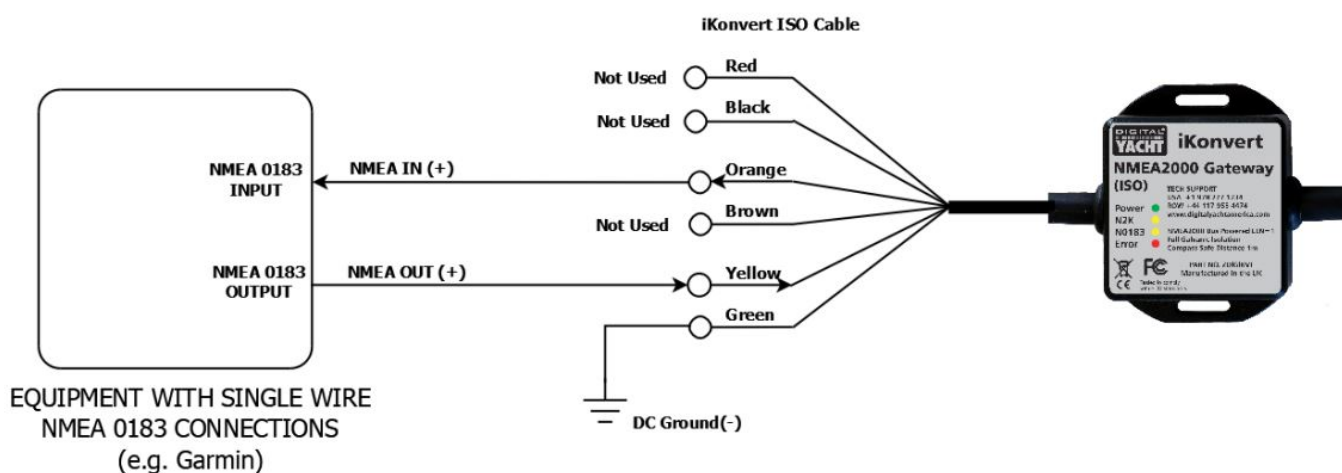 iKonvert ISO Cable
Red
Not Used
Black
Not Used
NMEA 0183
INPUT
NMEA IN (+)
Orange
Brown
Not Used
NMEA 0183
OUTPUT
NMEA OUT (+)
Yellow
Green
DC Ground(-)
EQUIPMENT WITH SINGLE WIRE
NMEA 0183 CONNECTIONS
(e.g. Garmin)
DIGITAL
YACHT
iKonvert
NMEA2000 Gateway
(ISO)
TECH SUPPORT
www.digitalyachtamerica.com
Power
N2K
N0183
Error
NMEA2000 Bus Powered LEN=1
Full Galvanic Isolation
Compass Safe Distance 1m
FC
CE
Manufactured in the UK